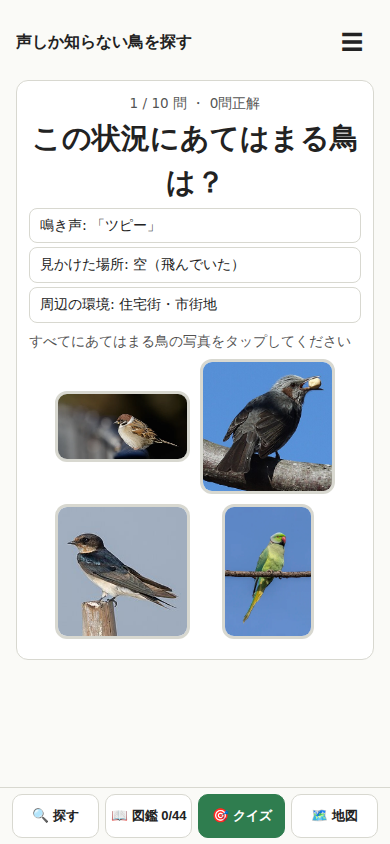 声しか知らない鳥を探す
☰
1 / 10 問 ・ 0問正解
この状況にあてはまる鳥
は？
鳴き声: 「ツピー」
見かけた場所: 空（飛んでいた）
周辺の環境: 住宅街・市街地
すべてにあてはまる鳥の写真をタップしてください
🔍 探す
📖 図鑑 0/44
🎯 クイズ
🗺️ 地図